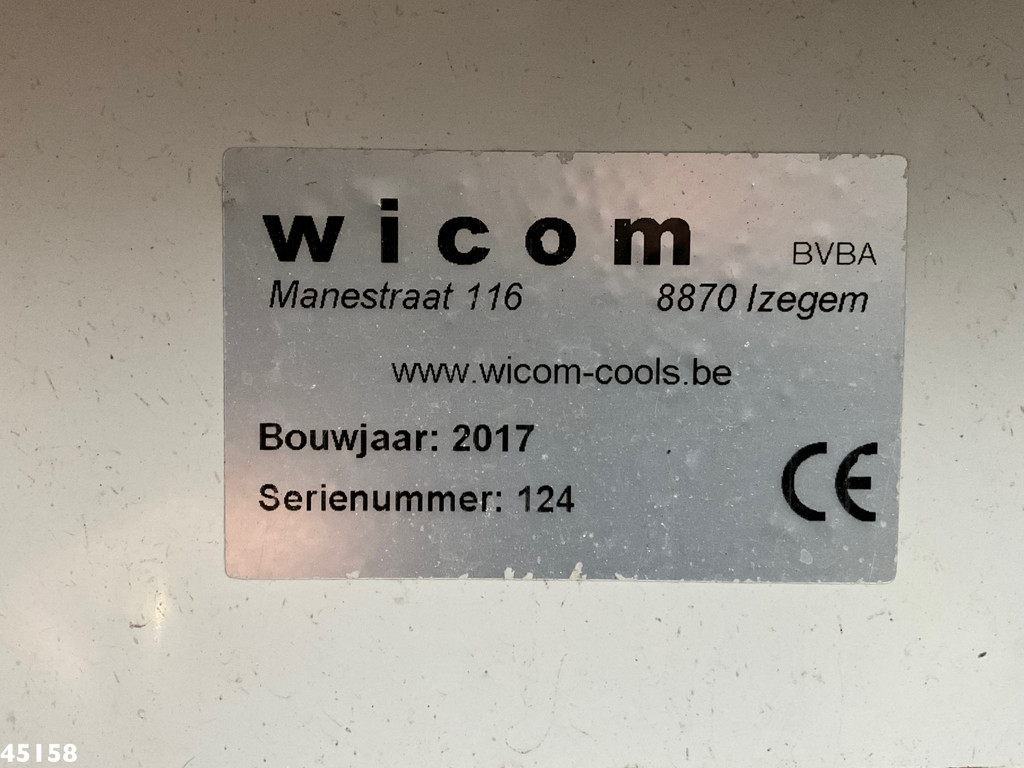 wicom BVBA
Manestraat 116 8870 Izegem
www.wicom-cools.be
Bouwjaar: 2017
Serienummer: 124
CE
45158